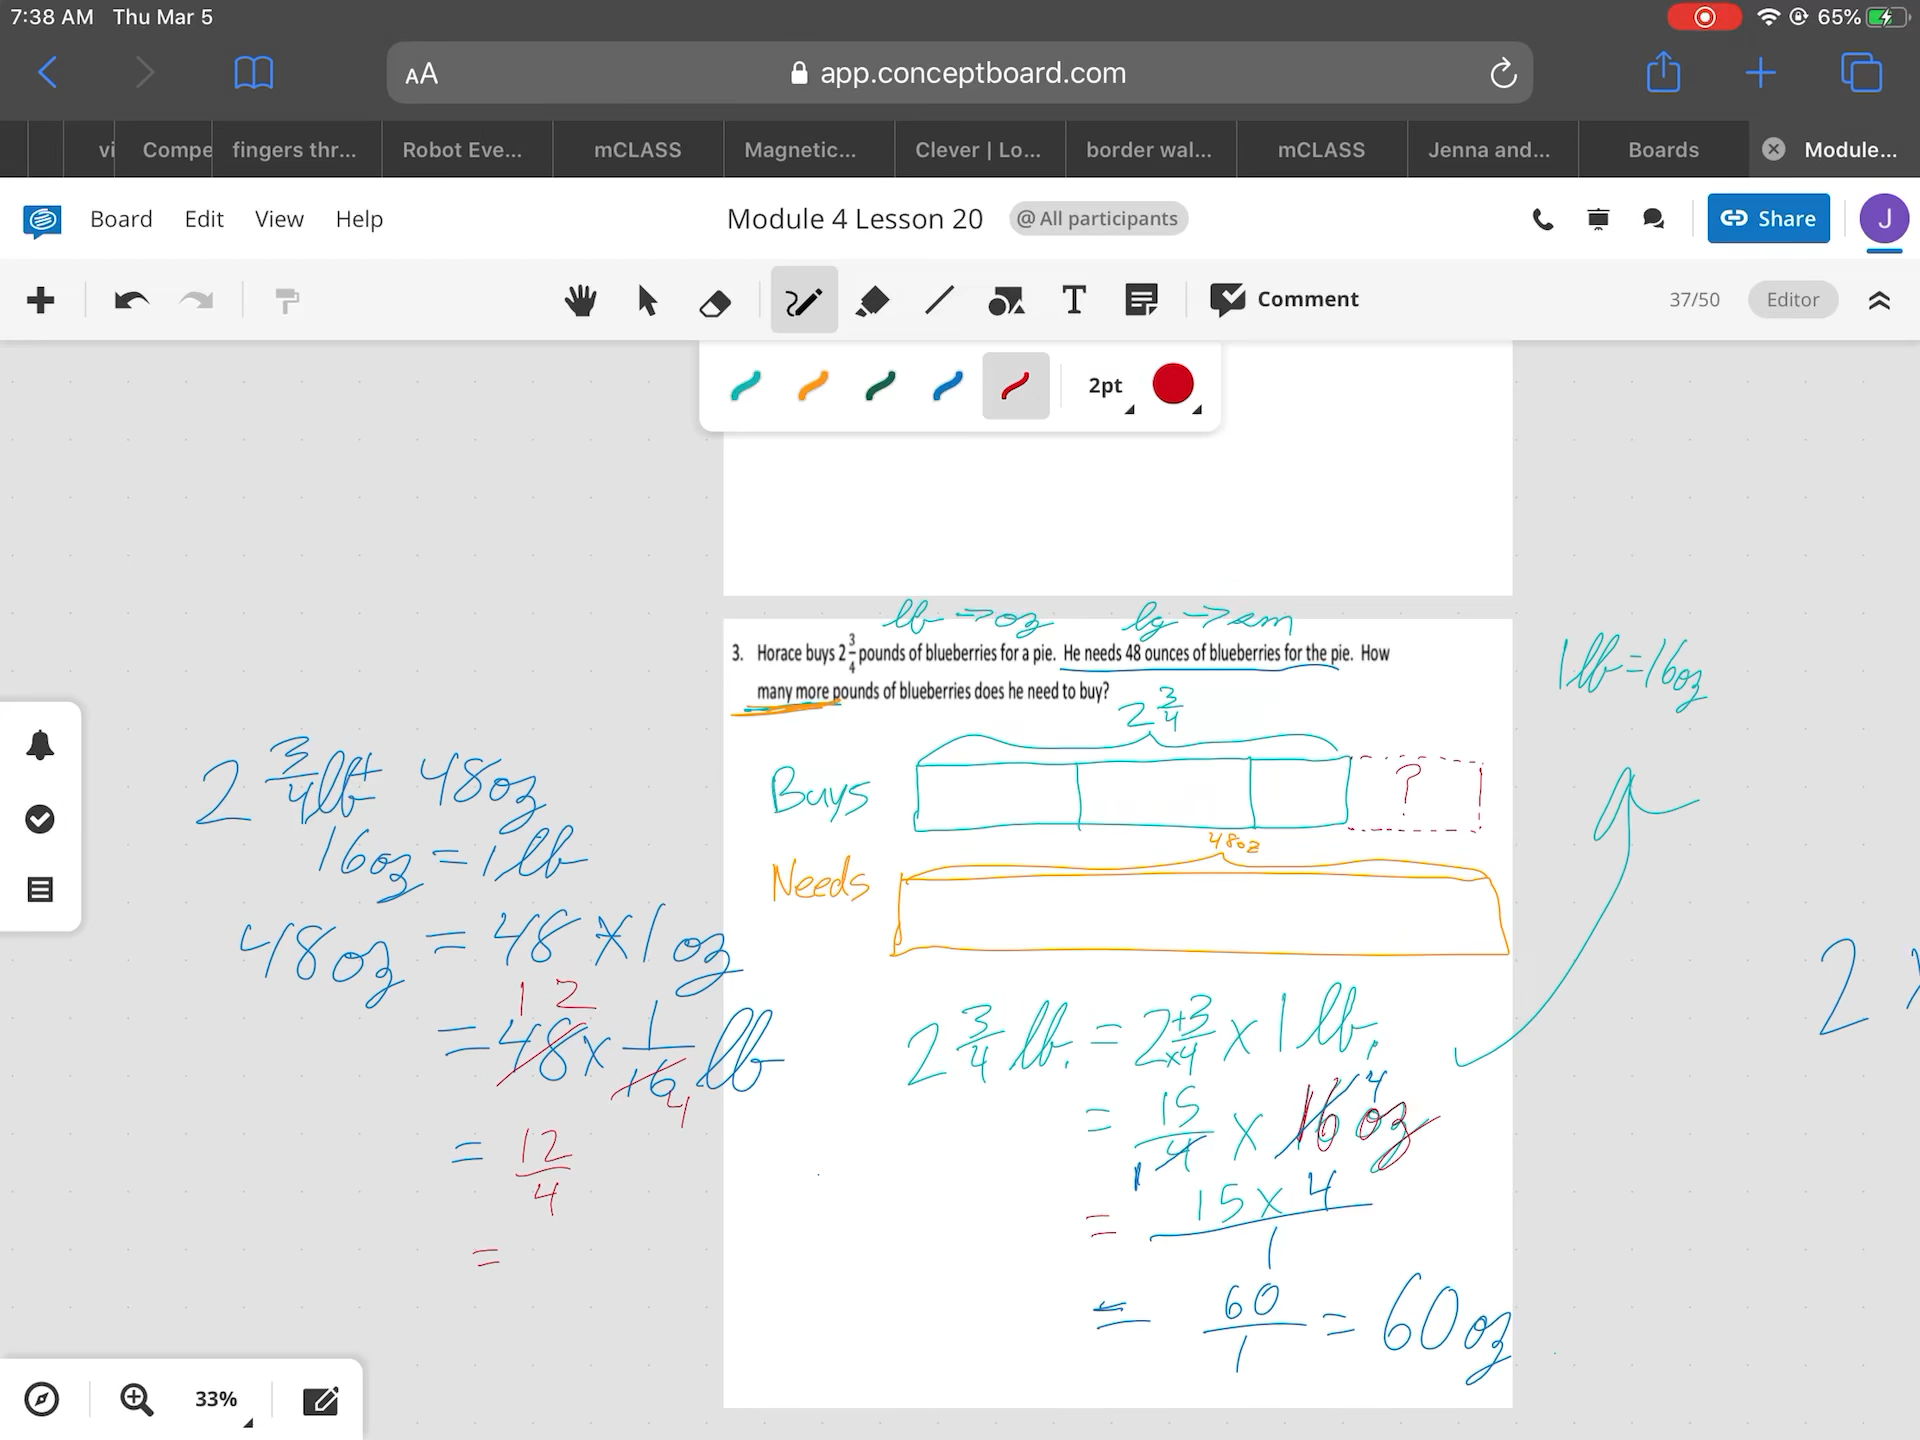 7:38 AM Thu Mar 5
65%
AA app.conceptboard.com
vi Compe fingers thr... Robot Eve... mCLASS Magnetic... Clever | Lo... border wal... mCLASS Jenna and... Boards Module...
Board Edit View Help Module 4 Lesson 20 @ All participants Share J
T Comment 37/50 Editor
2pt
lb → oz
3. Horace buys 2 3/4 pounds of blueberries for a pie. He needs 48 ounces of blueberries for the pie. How
many more pounds of blueberries does he need to buy?
1 lb = 16 oz
2 3/4
Buys ?
48oz
Needs
2 3/4 lb 48 oz
16 oz = 1 lb
48 oz = 48 × 1 oz
12
= 48 × 1/16 lb
4
= 12/4
=
2 3/4 lb. = 2 +3/×4 × 1 lb.
4
= 15/4 × 16 oz
1
= 15 × 4/1
= 60/1 = 60 oz
2
33%